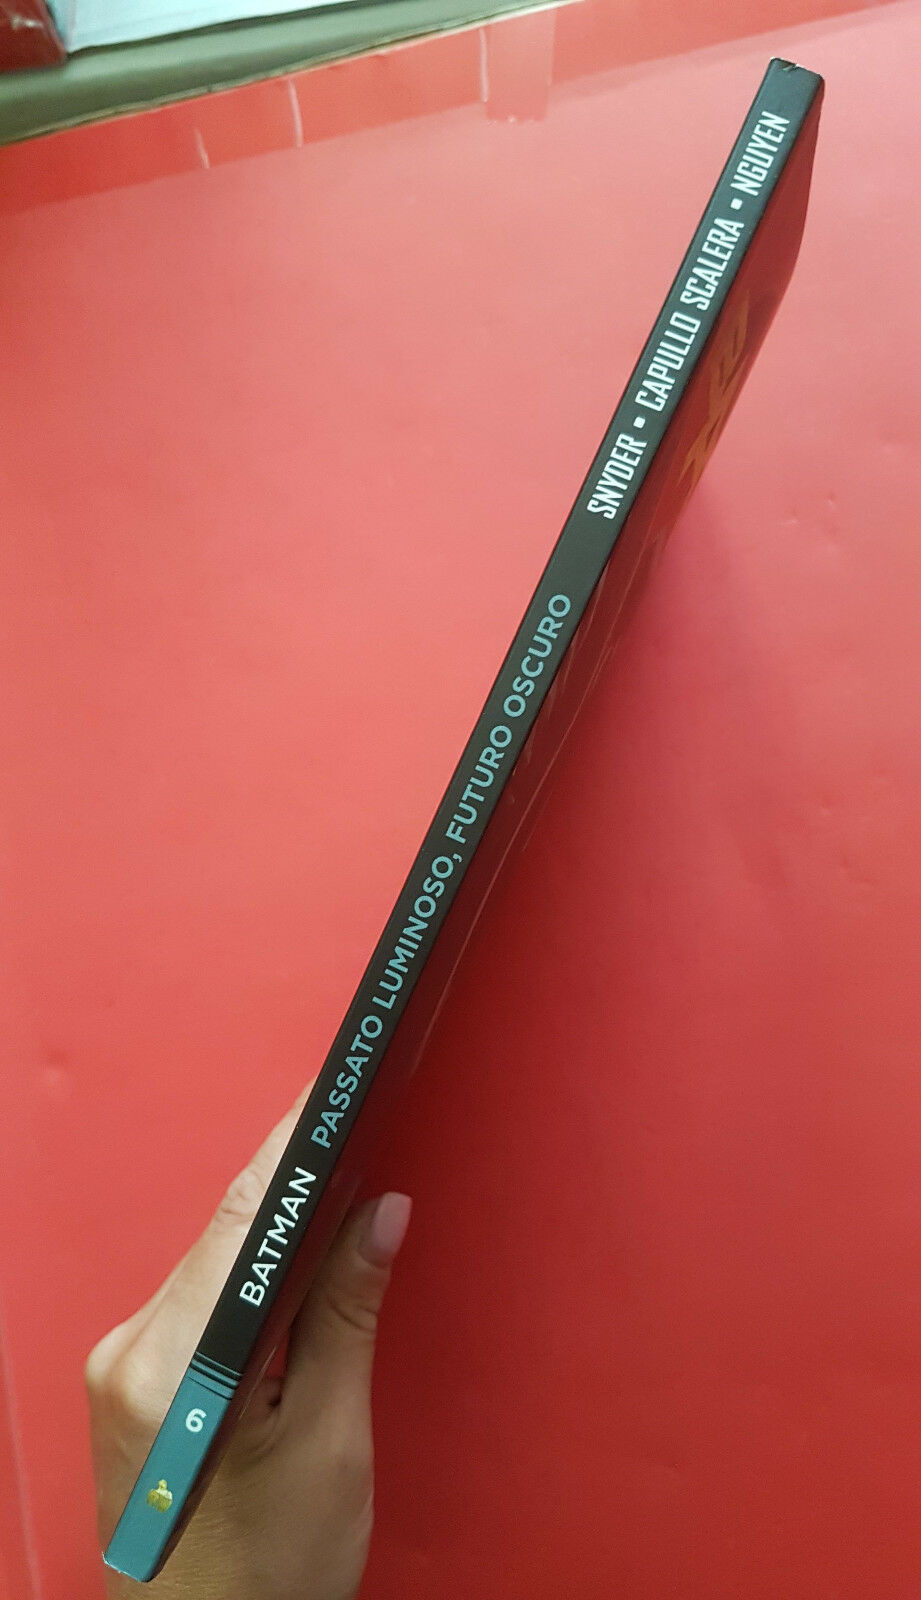 6
BATMAN PASSATO LUMINOSO, FUTURO OSCURO
SNYDER ▪ CAPULLO SCALERA ▪ NGUYEN